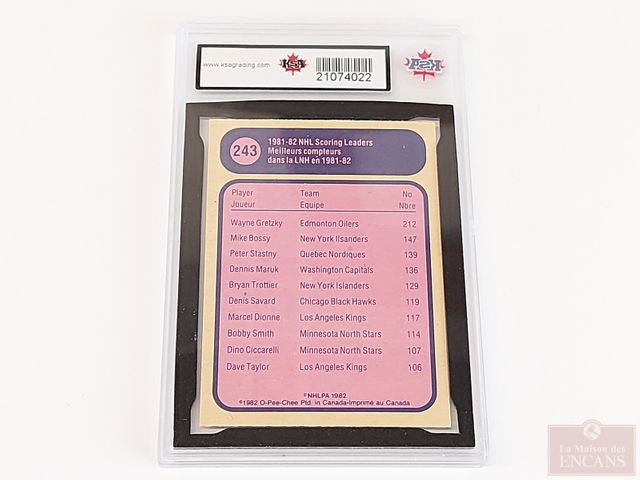 www.ksagrading.com
KSA
21074022
KSA
243
1981-82 NHL Scoring Leaders
Meilleurs compteurs
dans la LNH en 1981-82
Player Team No.
Joueur Equipe Nbre
Wayne Gretzky Edmonton Oilers 212
Mike Bossy New York Ilsanders 147
Peter Stastny Quebec Nordiques 139
Dennis Maruk Washington Capitals 136
Bryan Trottier New York Islanders 129
Denis Savard Chicago Black Hawks 119
Marcel Dionne Los Angeles Kings 117
Bobby Smith Minnesota North Stars 114
Dino Ciccarelli Minnesota North Stars 107
Dave Taylor Los Angeles Kings 106
©NHLPA 1982
©1982 O-Pee-Chee Ptd. in Canada-Imprimé au Canada
La Maison des
ENCANS